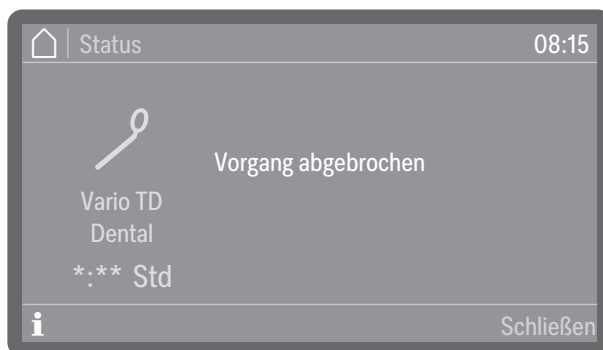 Status 08:15
Vorgang abgebrochen
Vario TD
Dental
*:** Std
i Schließen